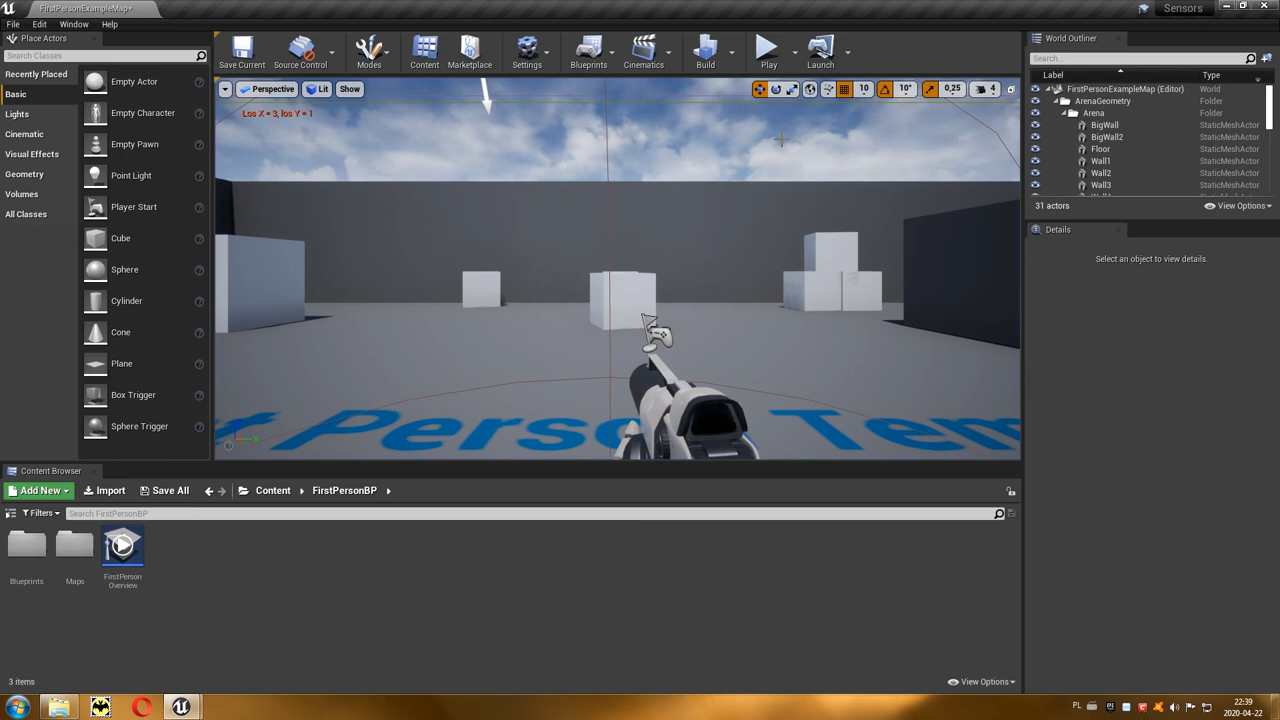 FirstPersonExampleMap*
Sensors
File Edit Window Help
Place Actors
Search Classes
Recently Placed
Basic
Lights
Cinematic
Visual Effects
Geometry
Volumes
All Classes
Empty Actor
Empty Character
Empty Pawn
Point Light
Player Start
Cube
Sphere
Cylinder
Cone
Plane
Box Trigger
Sphere Trigger
Save Current
Source Control
Modes
Content
Marketplace
Settings
Blueprints
Cinematics
Build
Play
Launch
Perspective Lit Show
10 10° 0,25 4
Los X = 3, los Y = 1
World Outliner
Search...
Label Type
FirstPersonExampleMap (Editor) World
ArenaGeometry Folder
Arena Folder
BigWall StaticMeshActor
BigWall2 StaticMeshActor
Floor StaticMeshActor
Wall1 StaticMeshActor
Wall2 StaticMeshActor
Wall3 StaticMeshActor
31 actors
View Options
Details
Select an object to view details.
Content Browser
Add New Import Save All Content FirstPersonBP
Filters Search FirstPersonBP
Blueprints
Maps
FirstPerson
Overview
3 items
View Options
PL
22:39
2020-04-22